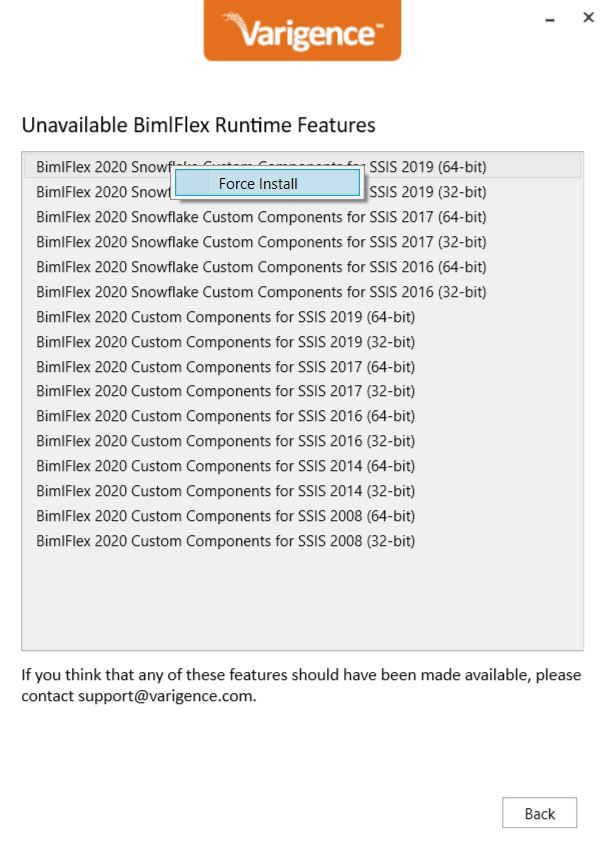 Varigence™
Unavailable BimlFlex Runtime Features
BimlFlex 2020 Snowflake Custom Components for SSIS 2019 (64-bit)
Force Install
BimlFlex 2020 Snowf SSIS 2019 (32-bit)
BimlFlex 2020 Snowflake Custom Components for SSIS 2017 (64-bit)
BimlFlex 2020 Snowflake Custom Components for SSIS 2017 (32-bit)
BimlFlex 2020 Snowflake Custom Components for SSIS 2016 (64-bit)
BimlFlex 2020 Snowflake Custom Components for SSIS 2016 (32-bit)
BimlFlex 2020 Custom Components for SSIS 2019 (64-bit)
BimlFlex 2020 Custom Components for SSIS 2019 (32-bit)
BimlFlex 2020 Custom Components for SSIS 2017 (64-bit)
BimlFlex 2020 Custom Components for SSIS 2017 (32-bit)
BimlFlex 2020 Custom Components for SSIS 2016 (64-bit)
BimlFlex 2020 Custom Components for SSIS 2016 (32-bit)
BimlFlex 2020 Custom Components for SSIS 2014 (64-bit)
BimlFlex 2020 Custom Components for SSIS 2014 (32-bit)
BimlFlex 2020 Custom Components for SSIS 2008 (64-bit)
BimlFlex 2020 Custom Components for SSIS 2008 (32-bit)
If you think that any of these features should have been made available, please
contact support@varigence.com.
Back